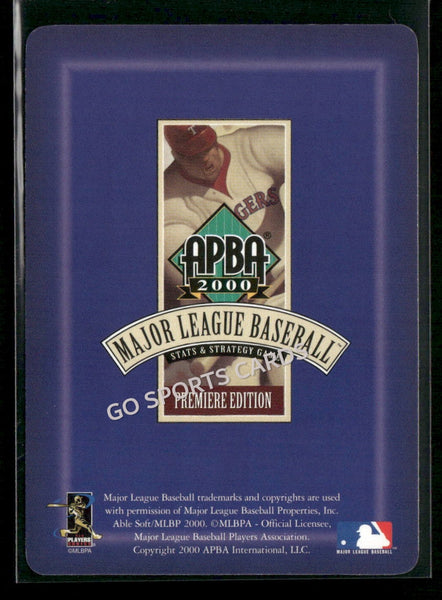 T
GERS
APBA®
2000
MAJOR LEAGUE BASEBALL™
STATS & STRATEGY GAME
GO SPORTS CARDS
PREMIERE EDITION
Major League Baseball trademarks and copyrights are used
with permission of Major League Baseball Properties, Inc.
Able Soft/MLBP 2000. ©MLBPA - Official Licensee,
Major League Baseball Players Association.
Copyright 2000 APBA International, LLC.
PLAYERS
©MLBPA
MAJOR LEAGUE BASEBALL